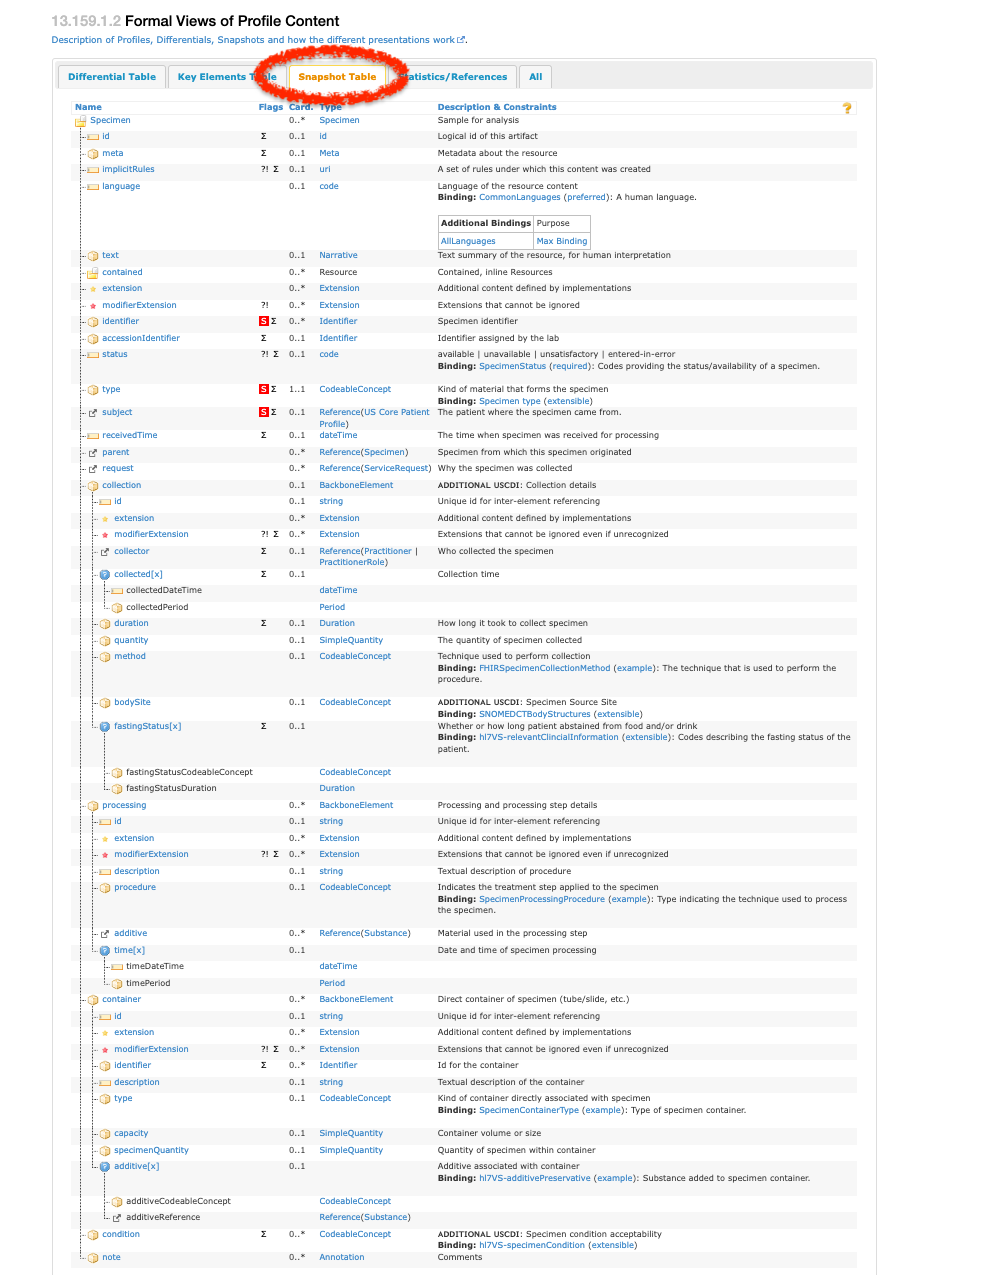 13.159.1.2 Formal Views of Profile Content
Description of Profiles, Differentials, Snapshots and how the different presentations work.
Differential Table Key Elements Table Snapshot Table Statistics/References All
Name Flags Card. Type Description & Constraints ?
Specimen 0..* Specimen Sample for analysis
id Σ 0..1 id Logical id of this artifact
meta Σ 0..1 Meta Metadata about the resource
implicitRules ?! Σ 0..1 uri A set of rules under which this content was created
language 0..1 code Language of the resource content
Binding: CommonLanguages (preferred): A human language.
Additional Bindings Purpose
AllLanguages Max Binding
text 0..1 Narrative Text summary of the resource, for human interpretation
contained 0..* Resource Contained, inline Resources
extension 0..* Extension Additional content defined by implementations
modifierExtension ?! 0..* Extension Extensions that cannot be ignored
identifier S Σ 0..* Identifier Specimen identifier
accessionIdentifier Σ 0..1 Identifier Identifier assigned by the lab
status ?! Σ 0..1 code available | unavailable | unsatisfactory | entered-in-error
Binding: SpecimenStatus (required): Codes providing the status/availability of a specimen.
type S Σ 1..1 CodeableConcept Kind of material that forms the specimen
Binding: Specimen type (extensible)
subject S Σ 0..1 Reference(US Core Patient The patient where the specimen came from.
Profile)
receivedTime Σ 0..1 dateTime The time when specimen was received for processing
parent 0..* Reference(Specimen) Specimen from which this specimen originated
request 0..* Reference(ServiceRequest) Why the specimen was collected
collection 0..1 BackboneElement ADDITIONAL USCDI: Collection details
id 0..1 string Unique id for inter-element referencing
extension 0..* Extension Additional content defined by implementations
modifierExtension ?! Σ 0..* Extension Extensions that cannot be ignored even if unrecognized
collector Σ 0..1 Reference(Practitioner | Who collected the specimen
PractitionerRole)
collected[x] ? Σ 0..1 Collection time
collectedDateTime dateTime
collectedPeriod Period
duration Σ 0..1 Duration How long it took to collect specimen
quantity 0..1 SimpleQuantity The quantity of specimen collected
method 0..1 CodeableConcept Technique used to perform collection
Binding: FHIRSpecimenCollectionMethod (example): The technique that is used to perform the
procedure.
bodySite 0..1 CodeableConcept ADDITIONAL USCDI: Specimen Source Site
Binding: SNOMEDCTBodyStructures (extensible)
fastingStatus[x] Σ 0..1 Whether or how long patient abstained from food and/or drink
Binding: hl7VS-relevantClincialInformation (extensible): Codes describing the fasting status of the
patient.
fastingStatusCodeableConcept CodeableConcept
fastingStatusDuration Duration
processing 0..* BackboneElement Processing and processing step details
id 0..1 string Unique id for inter-element referencing
extension 0..* Extension Additional content defined by implementations
modifierExtension ?! Σ 0..* Extension Extensions that cannot be ignored even if unrecognized
description 0..1 string Textual description of procedure
procedure 0..1 CodeableConcept Indicates the treatment step applied to the specimen
Binding: SpecimenProcessingProcedure (example): Type indicating the technique used to process
the specimen.
additive 0..* Reference(Substance) Material used in the processing step
time[x] 0..1 Date and time of specimen processing
timeDateTime dateTime
timePeriod Period
container 0..* BackboneElement Direct container of specimen (tube/slide, etc.)
id 0..1 string Unique id for inter-element referencing
extension 0..* Extension Additional content defined by implementations
modifierExtension ?! Σ 0..* Extension Extensions that cannot be ignored even if unrecognized
identifier Σ 0..* Identifier Id for the container
description 0..1 string Textual description of the container
type 0..1 CodeableConcept Kind of container directly associated with specimen
Binding: SpecimenContainerType (example): Type of specimen container.
capacity 0..1 SimpleQuantity Container volume or size
specimenQuantity 0..1 SimpleQuantity Quantity of specimen within container
additive[x] 0..1 Additive associated with container
Binding: hl7VS-additivePreservative (example): Substance added to specimen container.
additiveCodeableConcept CodeableConcept
additiveReference Reference(Substance)
condition Σ 0..* CodeableConcept ADDITIONAL USCDI: Specimen condition acceptability
Binding: hl7VS-specimenCondition (extensible)
note 0..* Annotation Comments